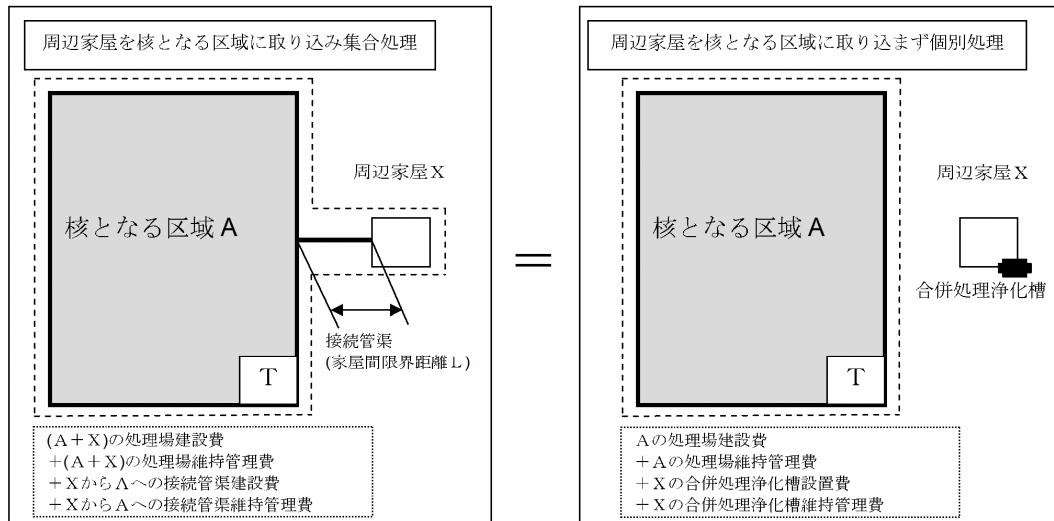 周辺家屋を核となる区域に取り込み集合処理
周辺家屋X
核となる区域A
接続管渠
(家屋間限界距離L)
T
(A+X)の処理場建設費
+(A+X)の処理場維持管理費
+XからAへの接続管渠建設費
+XからAへの接続管渠維持管理費
=
周辺家屋を核となる区域に取り込まず個別処理
周辺家屋X
核となる区域A
合併処理浄化槽
T
Aの処理場建設費
+Aの処理場維持管理費
+Xの合併処理浄化槽設置費
+Xの合併処理浄化槽維持管理費